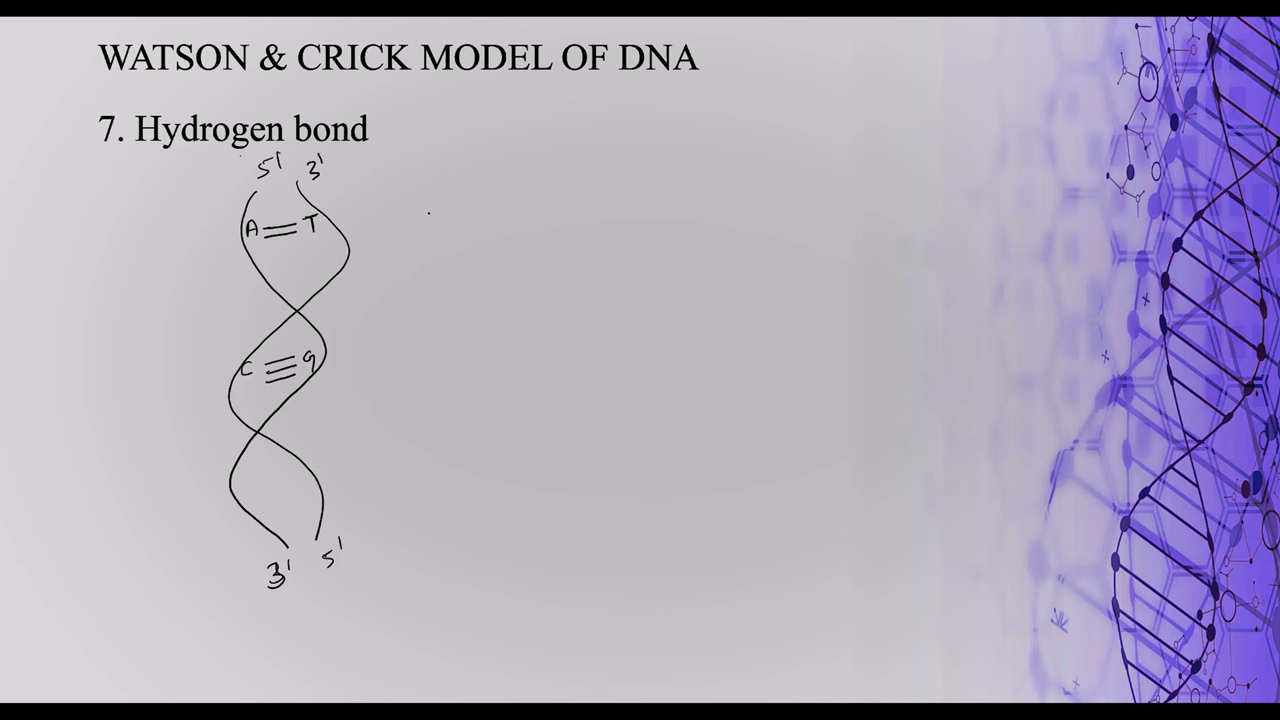 WATSON & CRICK MODEL OF DNA
7. Hydrogen bond
5' 3'
A = T
C ≡ G
3' 5'